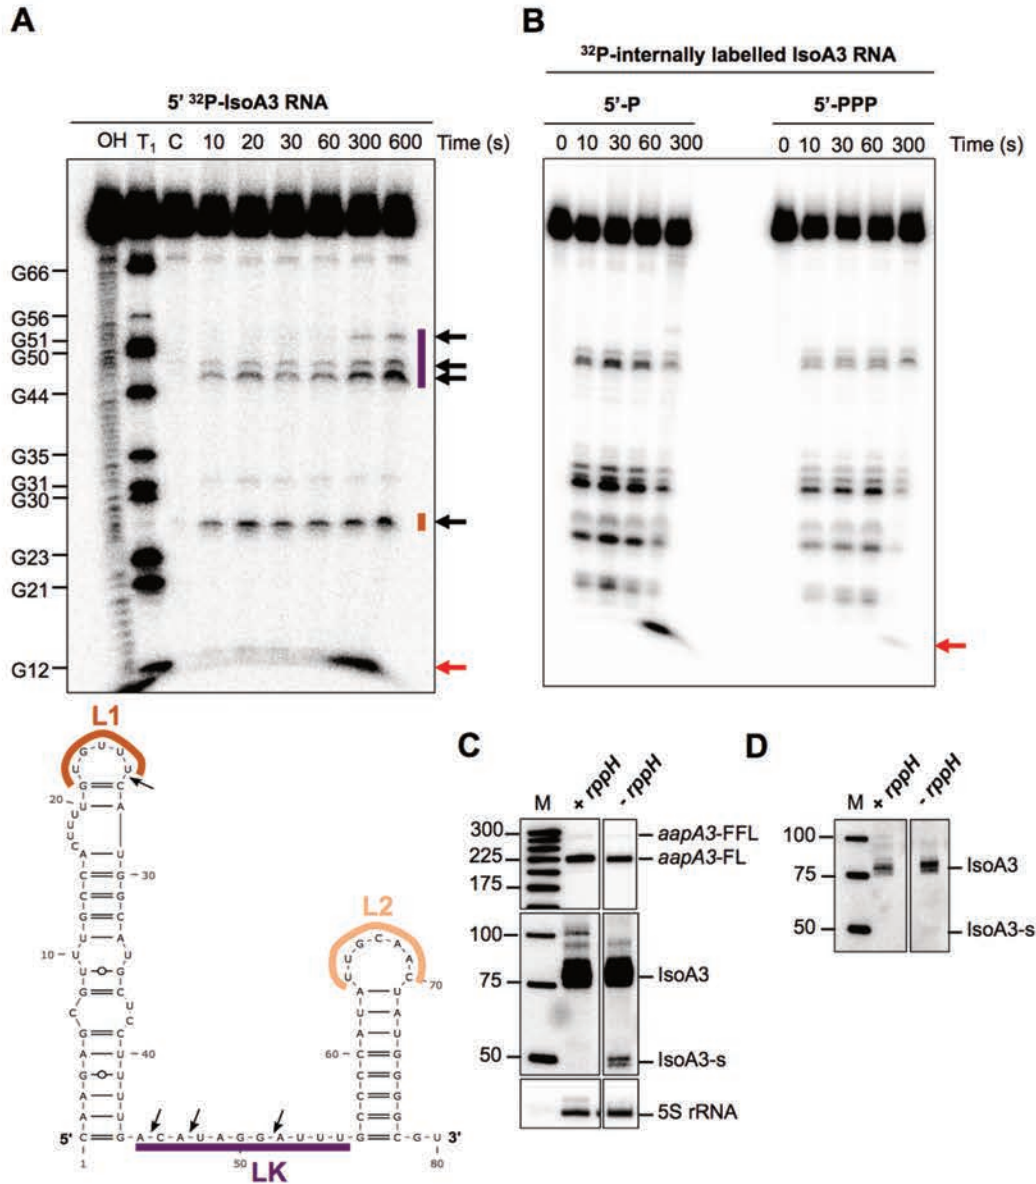 A
5' ³²P-IsoA3 RNA
OH T₁ C 10 20 30 60 300 600 Time (s)
G66
G56
G51
G50
G44
G35
G31
G30
G23
G21
G12
B
³²P-internally labelled IsoA3 RNA
5'-P 5'-PPP
0 10 30 60 300 0 10 30 60 300 Time (s)
L1
20
30
10
40
L2
70
60
5' C G A C A U A G G A U U U G C G U 3'
1 50 80
LK
C
M + rppH - rppH
300
225
175
aapA3-FFL
aapA3-FL
100
75
50
IsoA3
IsoA3-s
5S rRNA
D
M + rppH - rppH
100
75
50
IsoA3
IsoA3-s